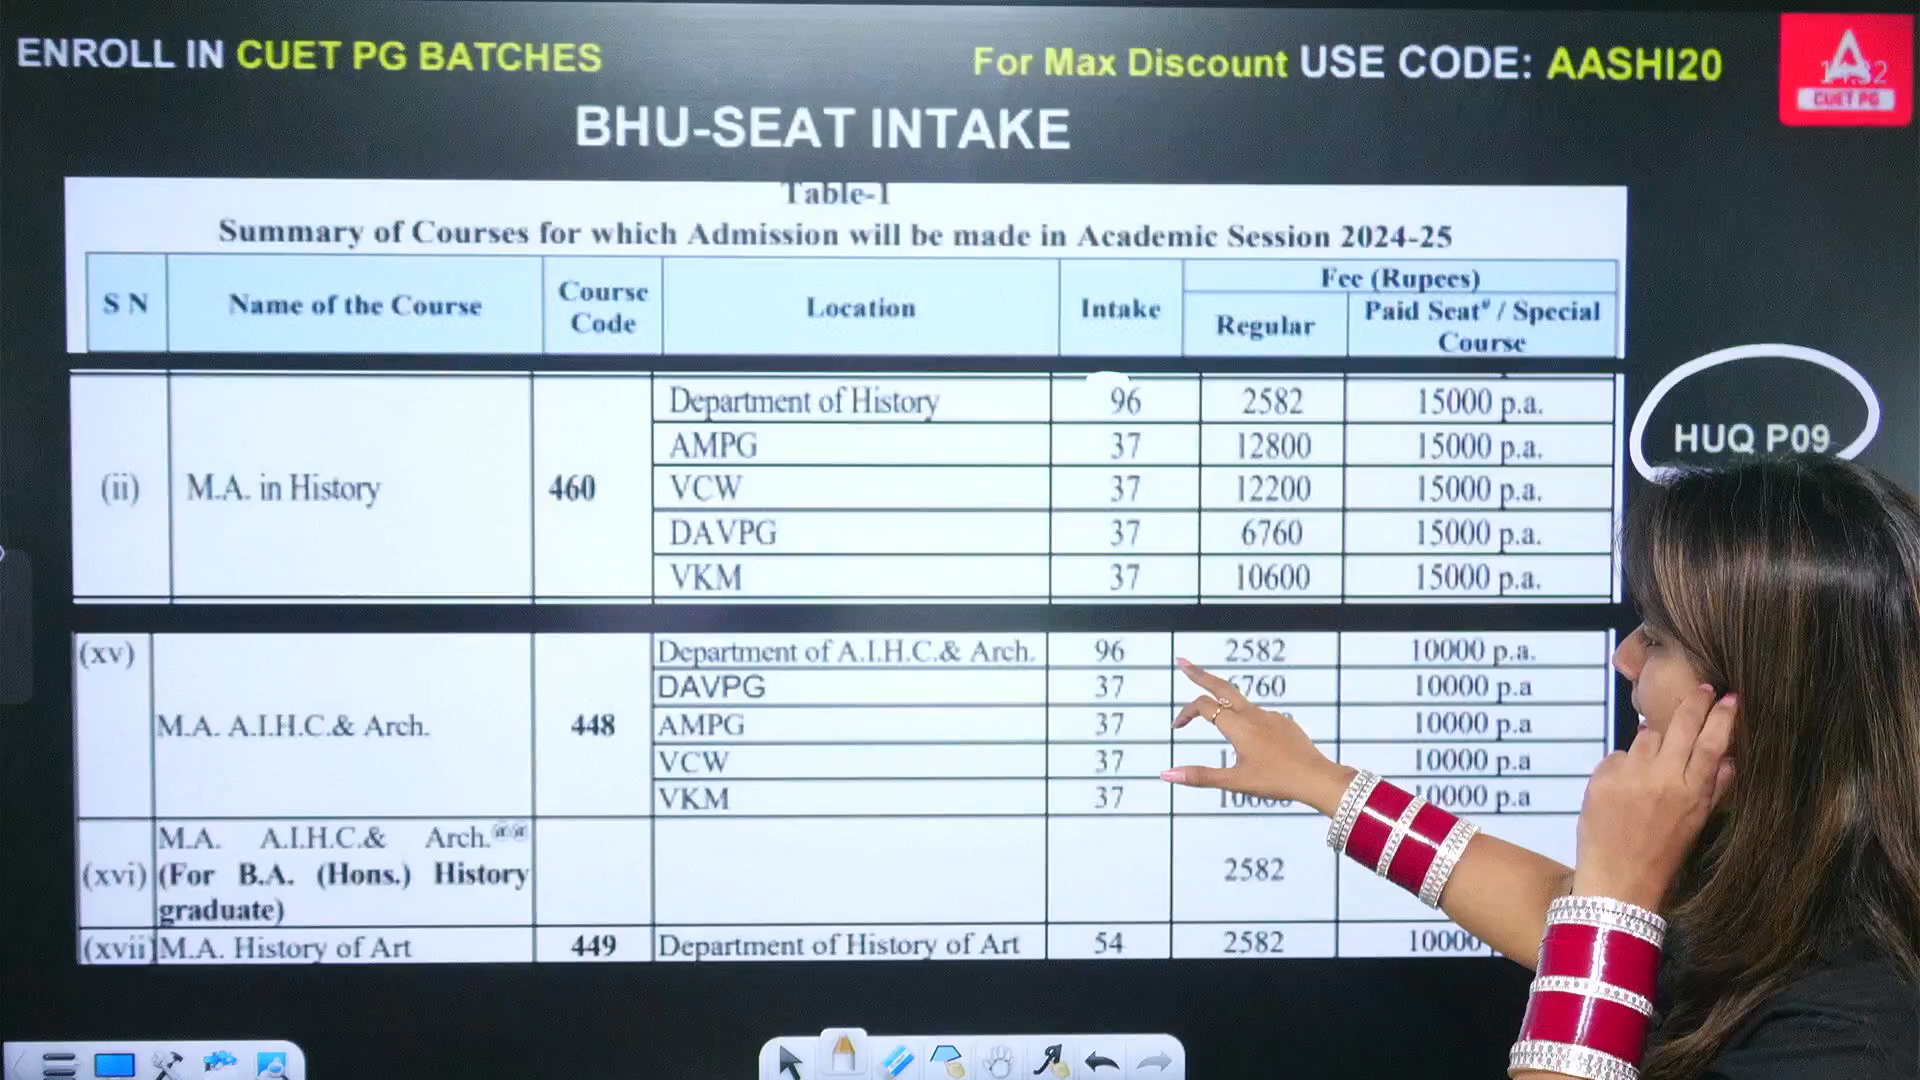 ENROLL IN CUET PG BATCHES
For Max Discount USE CODE: AASHI20
CUET PG
BHU-SEAT INTAKE
Table-1
Summary of Courses for which Admission will be made in Academic Session 2024-25
S N Name of the Course Course Code Location Intake Fee (Rupees)
Regular Paid Seat# / Special Course
(ii) M.A. in History 460
Department of History 96 2582 15000 p.a.
AMPG 37 12800 15000 p.a.
VCW 37 12200 15000 p.a.
DAVPG 37 6760 15000 p.a.
VKM 37 10600 15000 p.a.
HUQ P09
(xv) M.A. A.I.H.C.& Arch. 448
Department of A.I.H.C.& Arch. 96 2582 10000 p.a.
DAVPG 37 6760 10000 p.a
AMPG 37 10000 p.a
VCW 37 10000 p.a
VKM 37 10600 10000 p.a
(xvi) M.A. A.I.H.C.& Arch.@@ (For B.A. (Hons.) History graduate) 2582
(xvii) M.A. History of Art 449 Department of History of Art 54 2582 10000